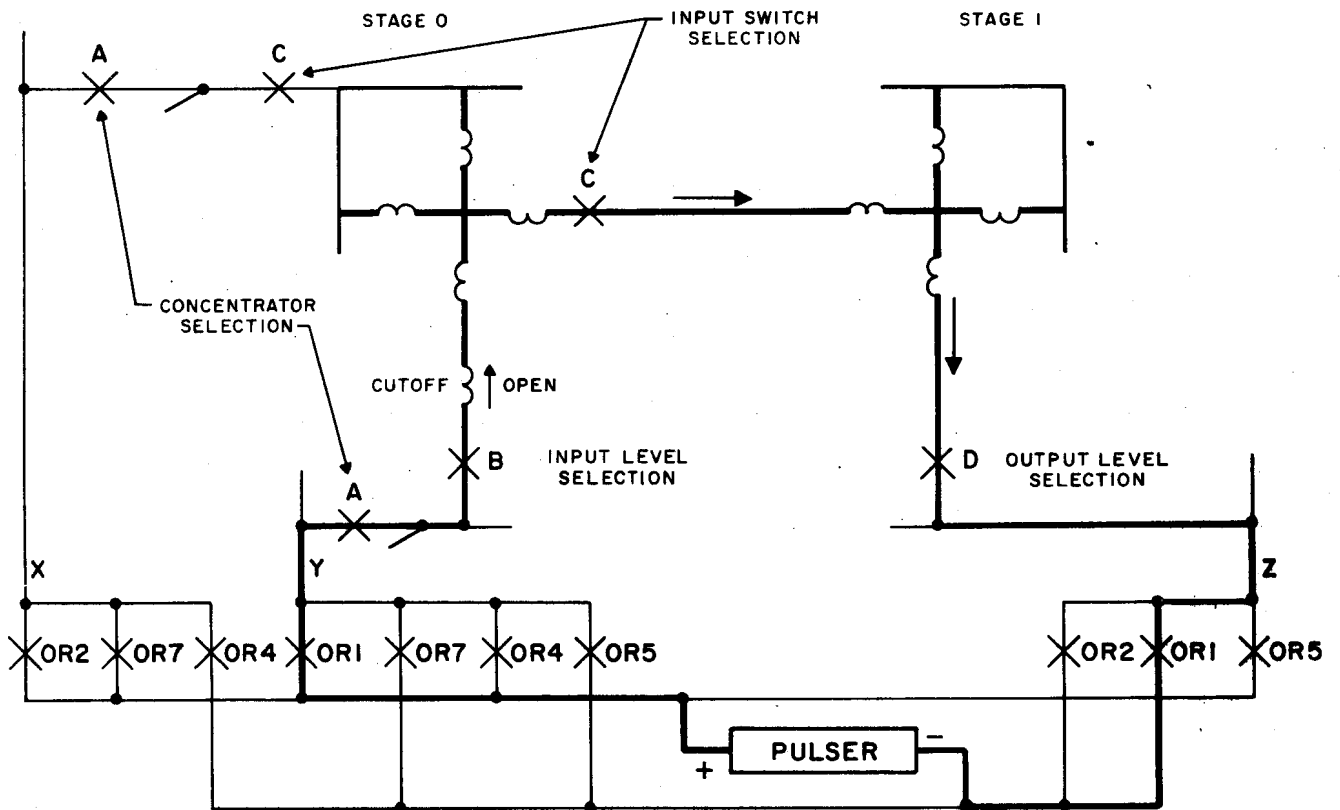 STAGE 0
INPUT SWITCH
SELECTION
STAGE 1
A
C
C
CONCENTRATOR
SELECTION
CUTOFF
OPEN
B
INPUT LEVEL
SELECTION
D
OUTPUT LEVEL
SELECTION
A
X
Y
Z
OR2
OR7
OR4
OR1
OR7
OR4
OR5
OR2
OR1
OR5
+
PULSER
-